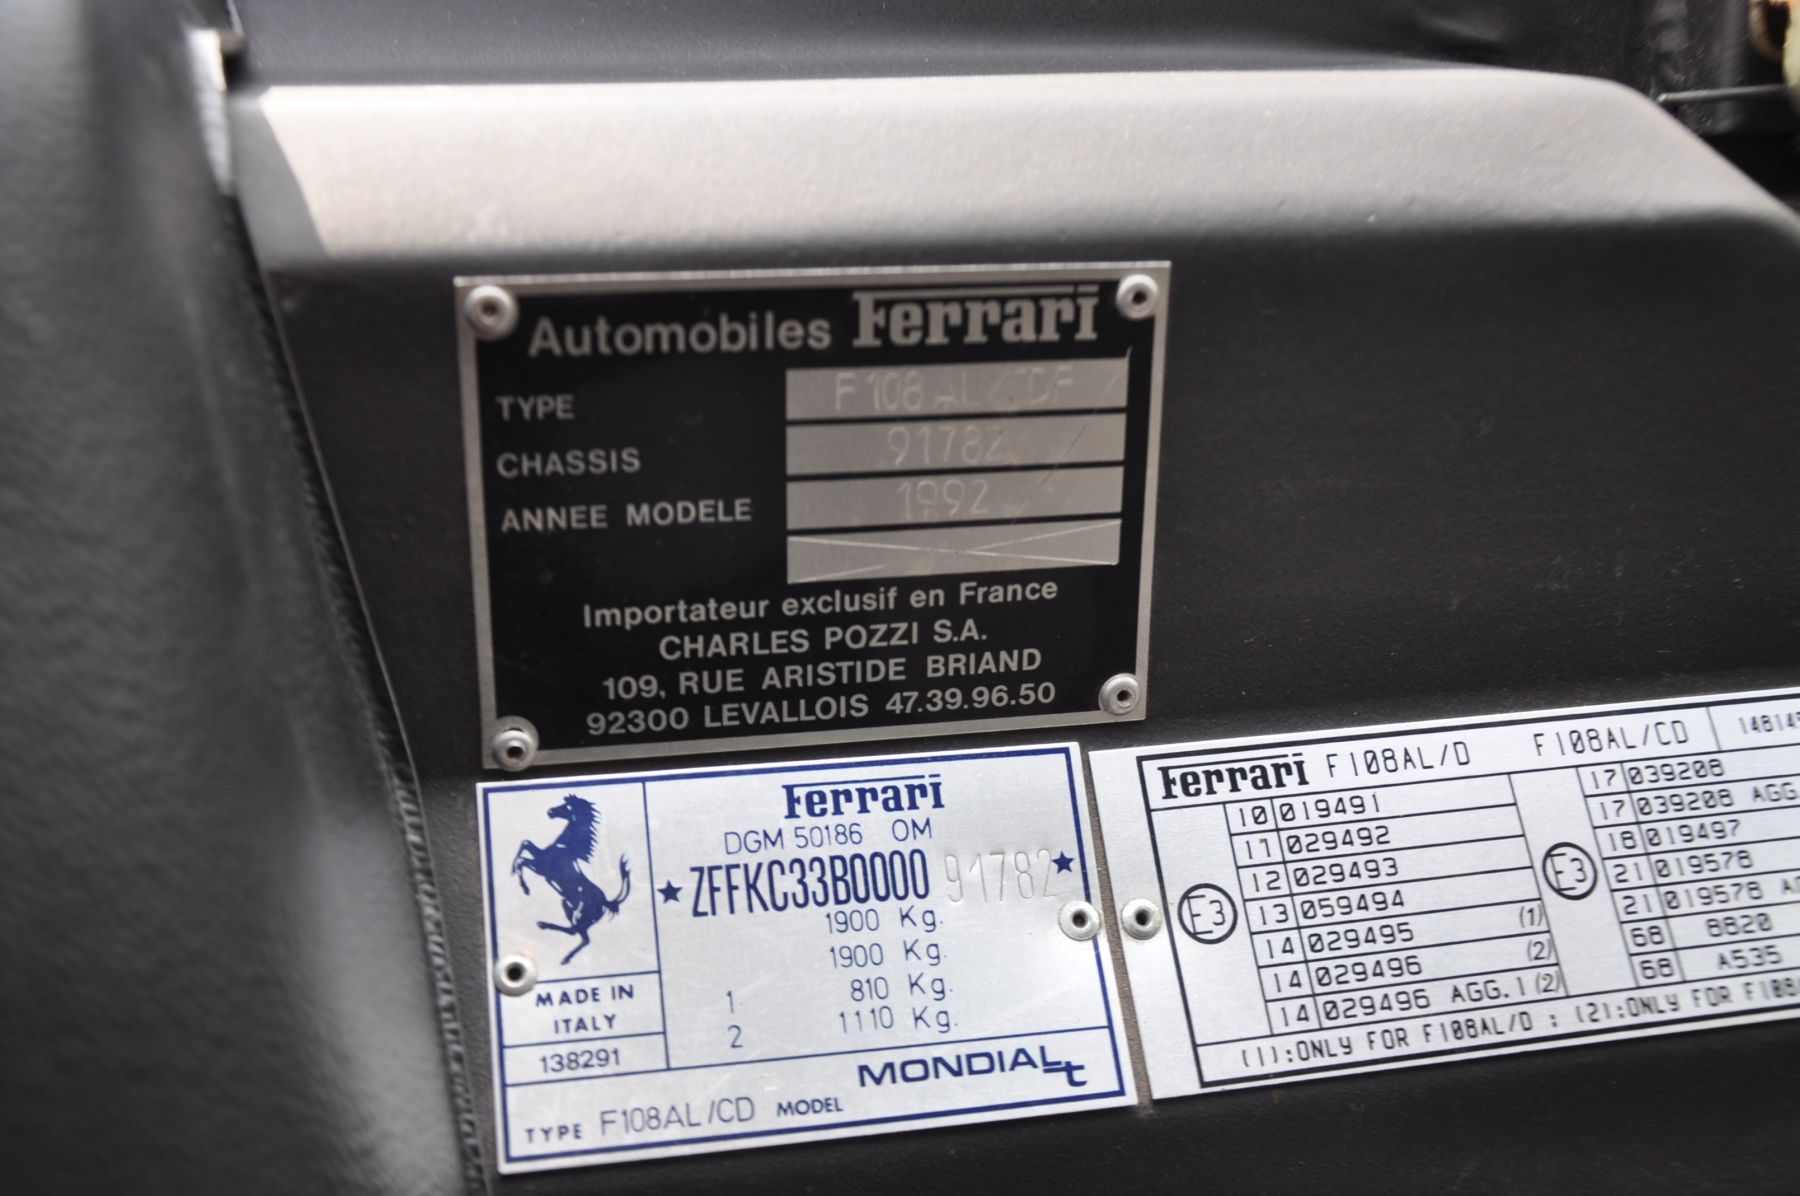 Automobiles Ferrari
TYPE F108AL/CDF
CHASSIS 91782
ANNEE MODELE 1992
Importateur exclusif en France
CHARLES POZZI S.A.
109, RUE ARISTIDE BRIAND
92300 LEVALLOIS 47.39.96.50
Ferrari
DGM 50186 OM
★ZFFKC33B0000 91782★
1900 Kg.
1900 Kg.
1 810 Kg.
2 1110 Kg.
MADE IN
ITALY
138291
MONDIAL t
TYPE F108AL/CD MODEL
Ferrari F108AL/D F108AL/CD
E3
10 019491
11 029492
12 029493
13 059494
14 029495 (1)
14 029496 (2)
14 029496 AGG.1 (2)
E3
17 039208
17 039208 AGG.
18 019497
21 019578
21 019578
68 8820
68 A535
(1):ONLY FOR F108AL/D ; (2):ONLY FOR